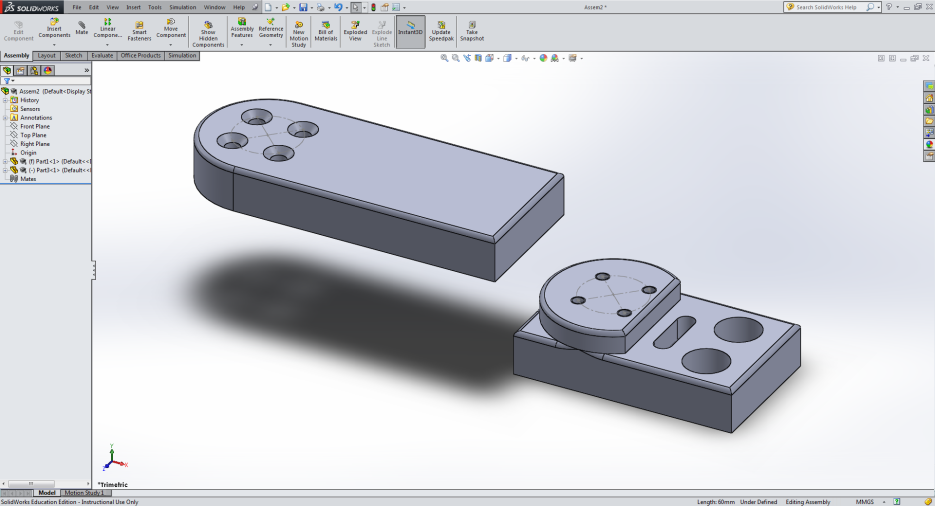 SOLIDWORKS File Edit View Insert Tools Simulation Window Help Assem2 * Search SolidWorks Help
Edit Component
Insert Components
Mate
Linear Compone...
Smart Fasteners
Move Component
Show Hidden Components
Assembly Features
Reference Geometry
New Motion Study
Bill of Materials
Exploded View
Explode Line Sketch
Instant3D
Update Speedpak
Take Snapshot
Assembly Layout Sketch Evaluate Office Products Simulation
Assem2 (Default<Display St
History
Sensors
Annotations
Front Plane
Top Plane
Right Plane
Origin
(f) Part1<1> (Default<<
(-) Part3<1> (Default<<
Mates
Y
X
Z
*Trimetric
Model Motion Study 1
SolidWorks Education Edition - Instructional Use Only Length: 60mm Under Defined Editing Assembly MMGS